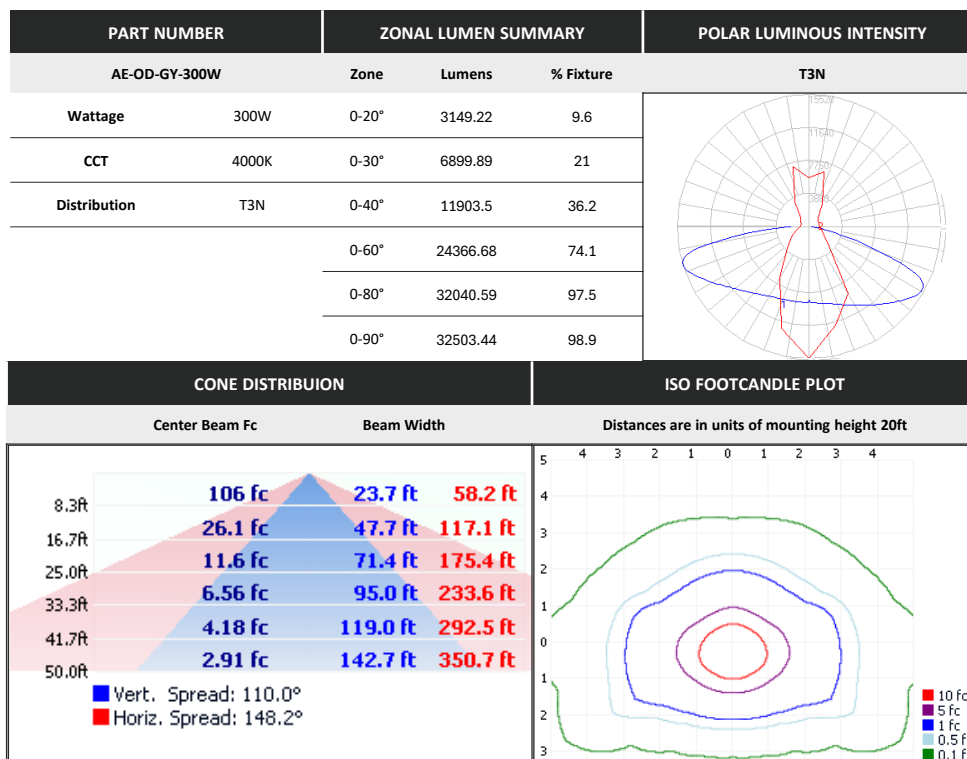 PART NUMBER ZONAL LUMEN SUMMARY POLAR LUMINOUS INTENSITY
AE-OD-GY-300W Zone Lumens % Fixture T3N
Wattage 300W 0-20° 3149.22 9.6
CCT 4000K 0-30° 6899.89 21
Distribution T3N 0-40° 11903.5 36.2
0-60° 24366.68 74.1
0-80° 32040.59 97.5
0-90° 32503.44 98.9
15520
11640
7760
CONE DISTRIBUION ISO FOOTCANDLE PLOT
Center Beam Fc Beam Width Distances are in units of mounting height 20ft
8.3ft 106 fc 23.7 ft 58.2 ft
16.7ft 26.1 fc 47.7 ft 117.1 ft
25.0ft 11.6 fc 71.4 ft 175.4 ft
33.3ft 6.56 fc 95.0 ft 233.6 ft
41.7ft 4.18 fc 119.0 ft 292.5 ft
50.0ft 2.91 fc 142.7 ft 350.7 ft
Vert. Spread: 110.0°
Horiz. Spread: 148.2°
4 3 2 1 0 1 2 3 4
5
4
3
2
1
0
1
2
3
10 fc
5 fc
1 fc
0.5 f
0.1 f